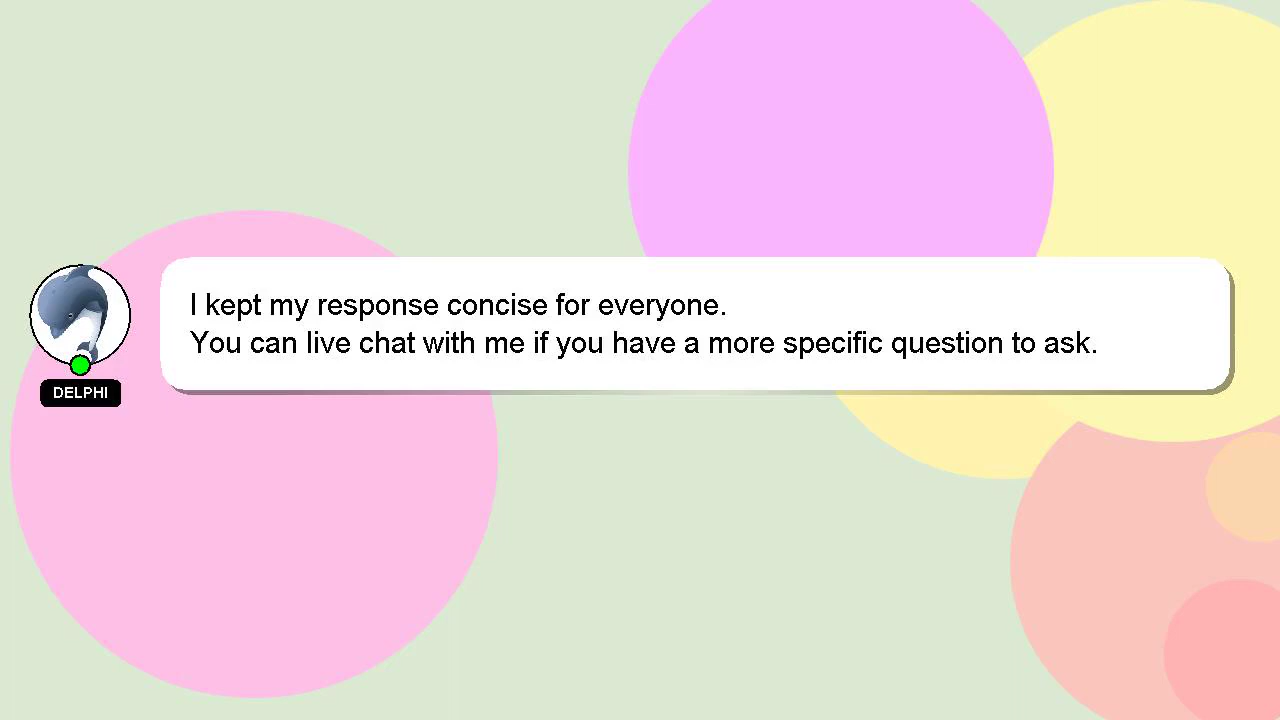 I kept my response concise for everyone.
You can live chat with me if you have a more specific question to ask.
DELPHI